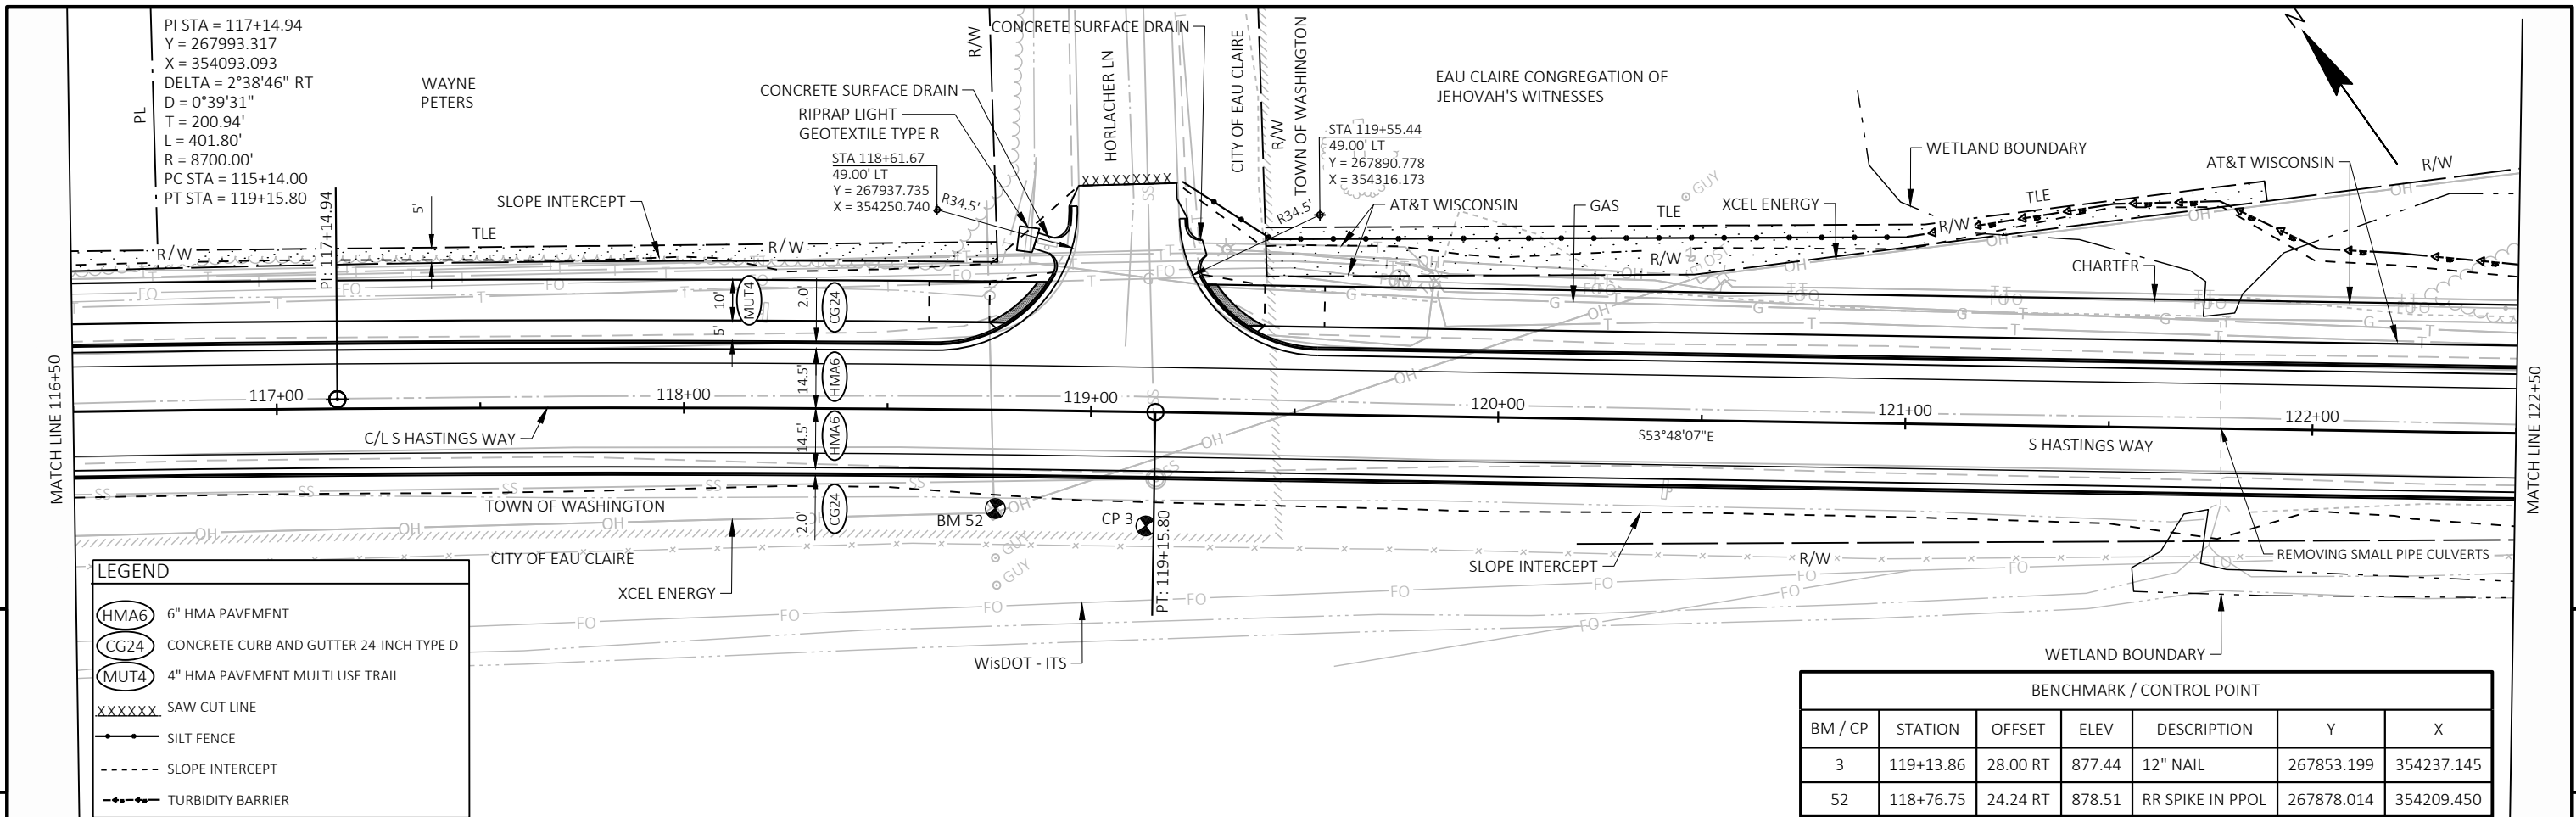 PI STA = 117+14.94
Y = 267993.317
X = 354093.093
DELTA = 2°38'46" RT
D = 0°39'31"
T = 200.94'
L = 401.80'
R = 8700.00'
PC STA = 115+14.00
PT STA = 119+15.80
PL
WAYNE
PETERS
R/W
CONCRETE SURFACE DRAIN
HORLACHER LN
CITY OF EAU CLAIRE
R/W
TOWN OF WASHINGTON
EAU CLAIRE CONGREGATION OF
JEHOVAH'S WITNESSES
N
CONCRETE SURFACE DRAIN
RIPRAP LIGHT
GEOTEXTILE TYPE R
STA 118+61.67
49.00' LT
Y = 267937.735
X = 354250.740
R34.5'
XXXXXXXXX
STA 119+55.44
49.00' LT
Y = 267890.778
X = 354316.173
R34.5'
GUY
WETLAND BOUNDARY
AT&T WISCONSIN
R/W
SLOPE INTERCEPT
5'
TLE
R/W
R/W
AT&T WISCONSIN
GAS
TLE
XCEL ENERGY
R/W
TLE
R/W
CHARTER
PI: 117+14.94
10'
5'
MUT4
2.0'
CG24
MATCH LINE 116+50
14.5'
HMA6
14.5'
HMA6
117+00
118+00
119+00
120+00
121+00
122+00
C/L S HASTINGS WAY
S53°48'07"E
S HASTINGS WAY
MATCH LINE 122+50
TOWN OF WASHINGTON
2.0'
CG24
BM 52
CP 3
PT: 119+15.80
CITY OF EAU CLAIRE
XCEL ENERGY
GUY
GUY
WisDOT - ITS
SLOPE INTERCEPT
R/W
REMOVING SMALL PIPE CULVERTS
WETLAND BOUNDARY
LEGEND
HMA6 6" HMA PAVEMENT
CG24 CONCRETE CURB AND GUTTER 24-INCH TYPE D
MUT4 4" HMA PAVEMENT MULTI USE TRAIL
XXXXXX SAW CUT LINE
SILT FENCE
SLOPE INTERCEPT
TURBIDITY BARRIER
BENCHMARK / CONTROL POINT
BM / CP STATION OFFSET ELEV DESCRIPTION Y X
3 119+13.86 28.00 RT 877.44 12" NAIL 267853.199 354237.145
52 118+76.75 24.24 RT 878.51 RR SPIKE IN PPOL 267878.014 354209.450